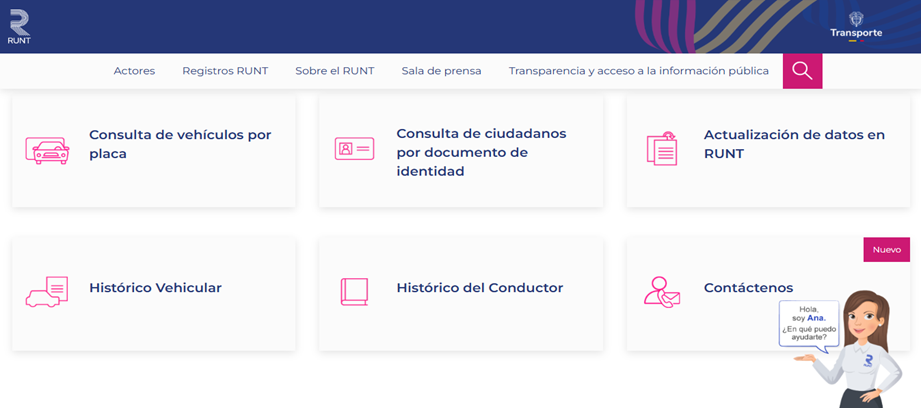 RUNT
Transporte
Actores Registros RUNT Sobre el RUNT Sala de prensa Transparencia y acceso a la información pública
Consulta de vehículos por
placa
Consulta de ciudadanos
por documento de
identidad
Actualización de datos en
RUNT
Nuevo
Histórico Vehicular
Histórico del Conductor
Contáctenos
Hola,
soy Ana.
¿En qué puedo
ayudarte?